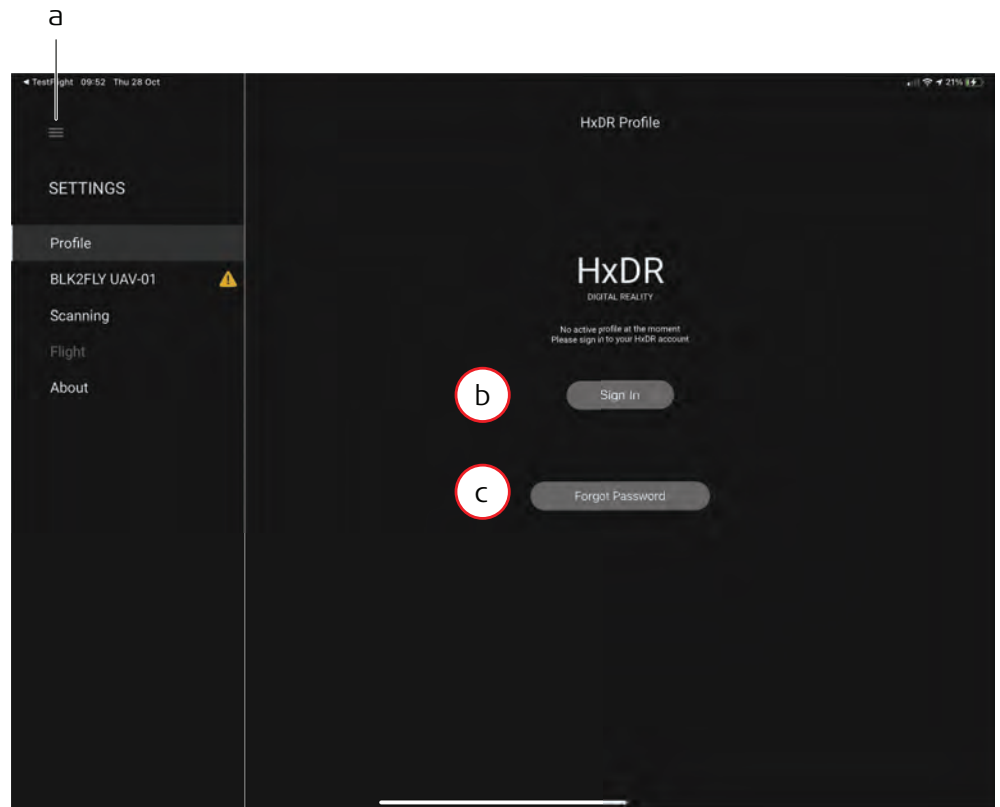 a
◄ TestFlight 09:52 Thu 28 Oct
21%
HxDR Profile
SETTINGS
Profile
BLK2FLY UAV-01
Scanning
Flight
About
HxDR
DIGITAL REALITY
No active profile at the moment
Please sign in to your HxDR account
b
Sign In
c
Forgot Password